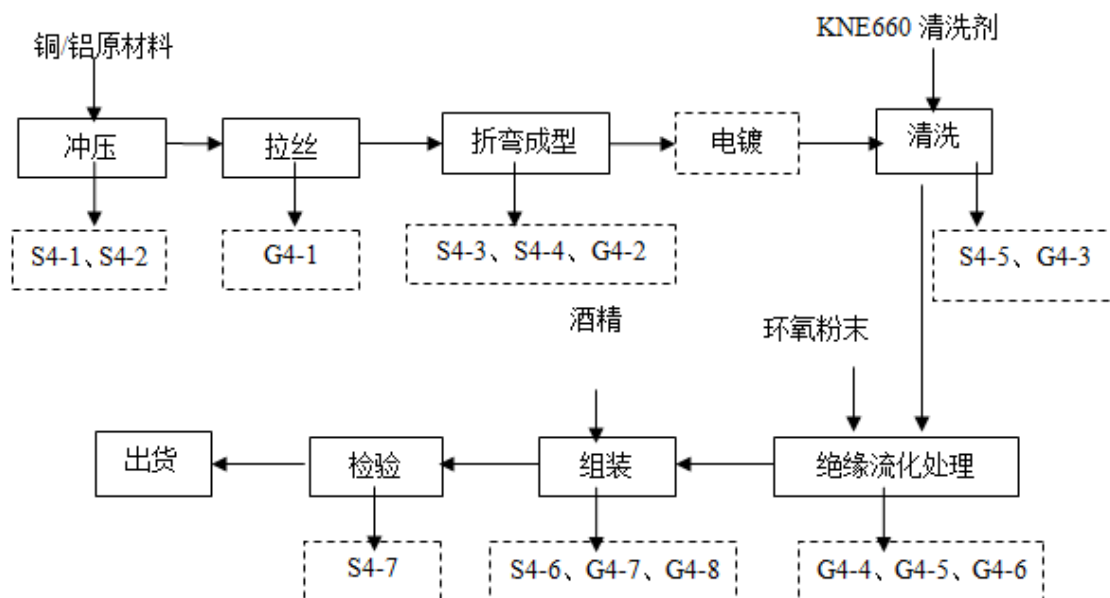 铜/铝原材料
KNE660 清洗剂
冲压
拉丝
折弯成型
电镀
清洗
S4-1、S4-2
G4-1
S4-3、S4-4、G4-2
S4-5、G4-3
酒精
环氧粉末
出货
检验
组装
绝缘流化处理
S4-7
S4-6、G4-7、G4-8
G4-4、G4-5、G4-6